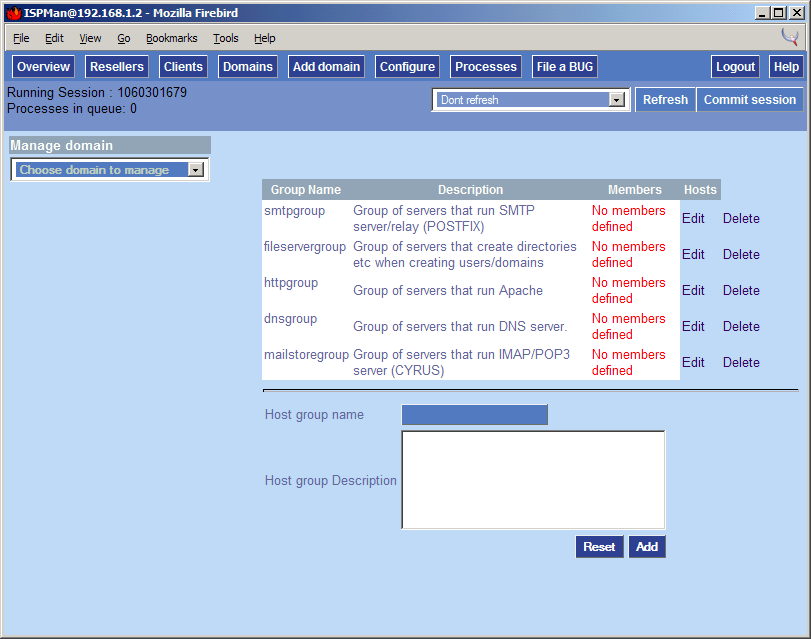 ISPMan@192.168.1.2 - Mozilla Firebird
File Edit View Go Bookmarks Tools Help
Overview Resellers Clients Domains Add domain Configure Processes File a BUG Logout Help
Running Session : 1060301679
Processes in queue: 0
Dont refresh Refresh Commit session
Manage domain
Choose domain to manage
Group Name Description Members Hosts
smtpgroup Group of servers that run SMTP No members
server/relay (POSTFIX) defined Edit Delete
fileservergroup Group of servers that create directories No members
etc when creating users/domains defined Edit Delete
httpgroup Group of servers that run Apache No members
defined Edit Delete
dnsgroup Group of servers that run DNS server. No members
defined Edit Delete
mailstoregroup Group of servers that run IMAP/POP3 No members
server (CYRUS) defined Edit Delete
Host group name
Host group Description
Reset Add